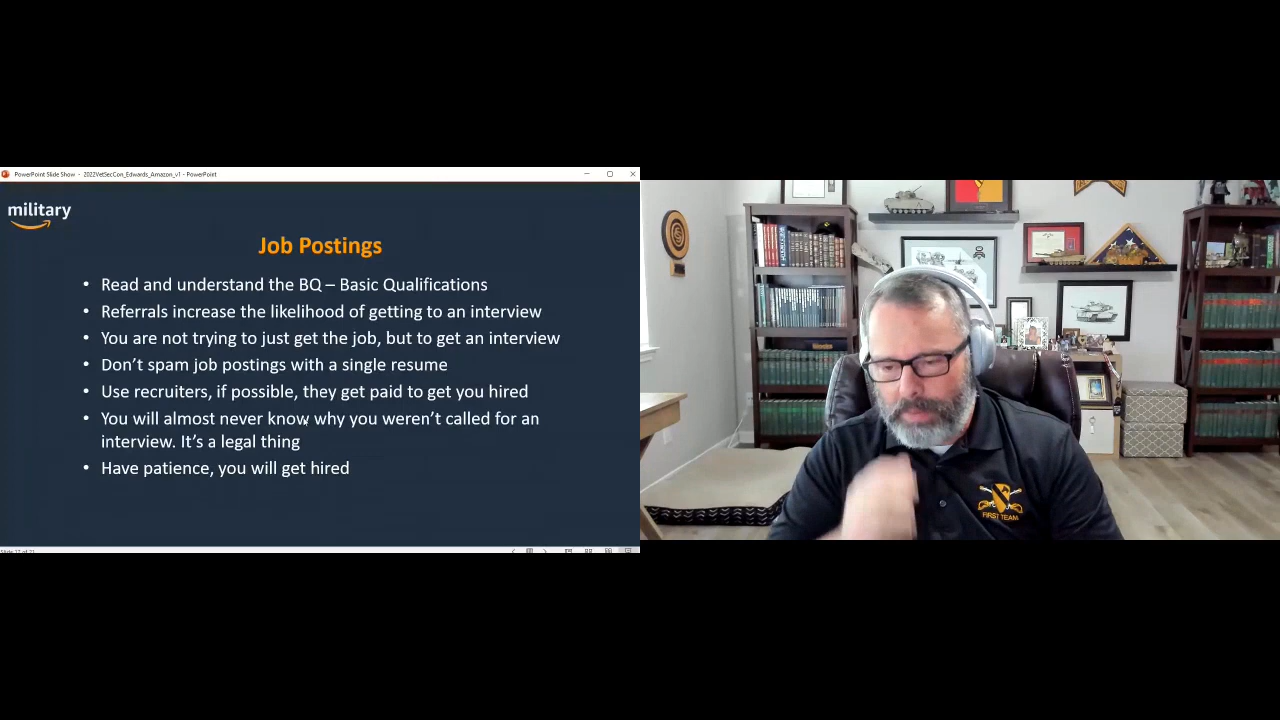 PowerPoint Slide Show - 2022VetSecCon_Edwards_Amazon_v1 - PowerPoint
military
Job Postings
• Read and understand the BQ – Basic Qualifications
• Referrals increase the likelihood of getting to an interview
• You are not trying to just get the job, but to get an interview
• Don’t spam job postings with a single resume
• Use recruiters, if possible, they get paid to get you hired
• You will almost never know why you weren’t called for an
interview. It’s a legal thing
• Have patience, you will get hired
FIRST TEAM